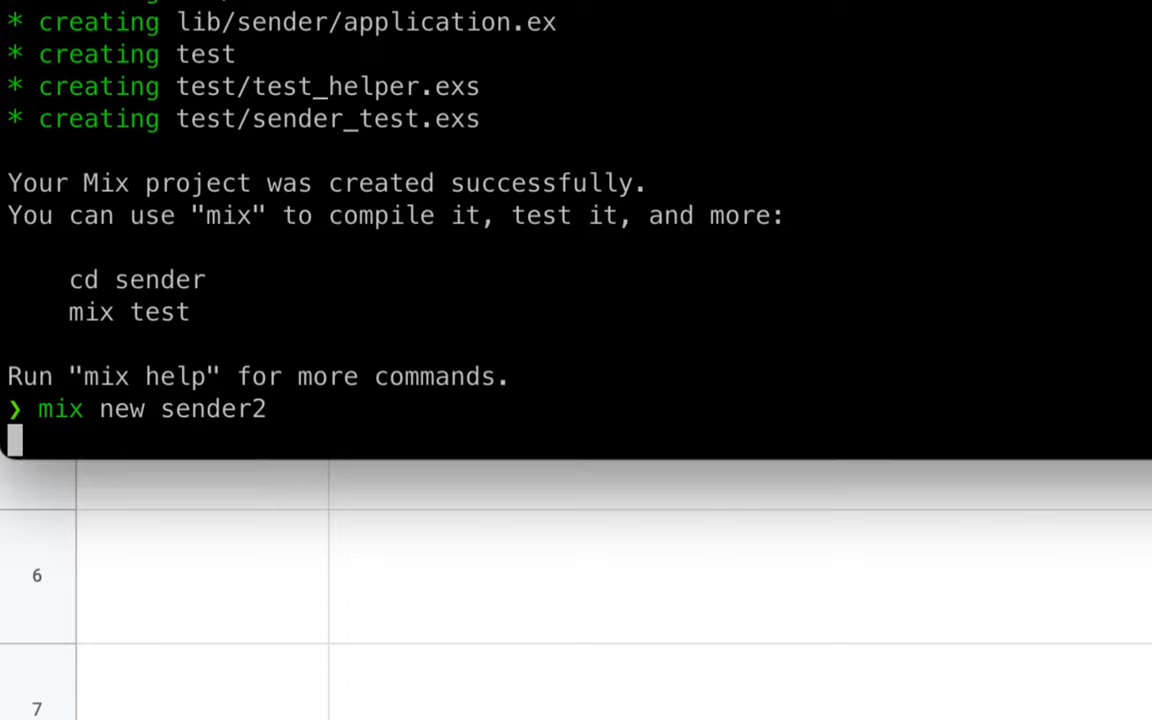 * creating lib/sender/application.ex
* creating test
* creating test/test_helper.exs
* creating test/sender_test.exs
Your Mix project was created successfully.
You can use "mix" to compile it, test it, and more:
cd sender
mix test
Run "mix help" for more commands.
❯ mix new sender2
6
7